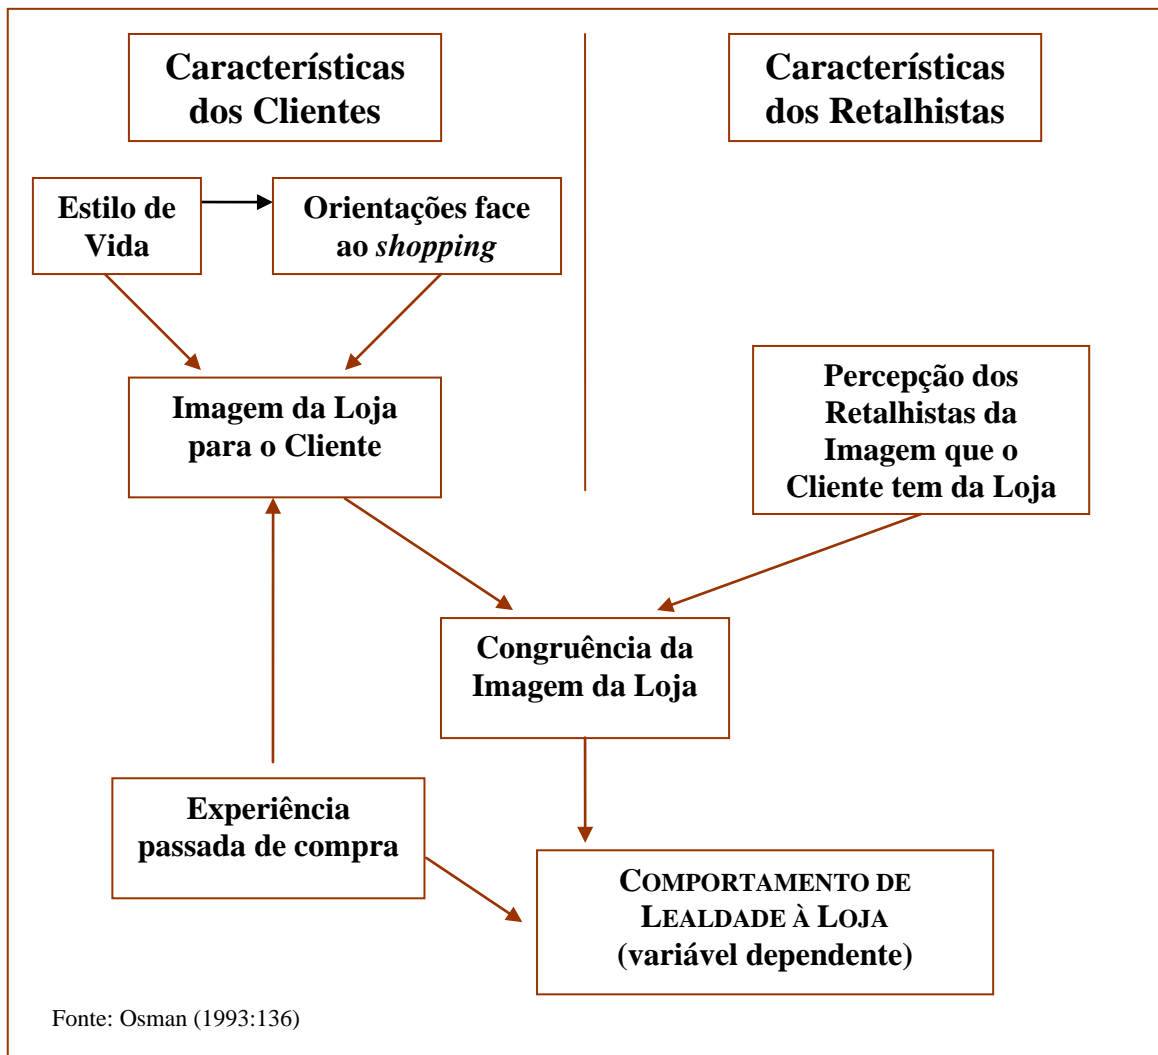 Características
dos Clientes
Características
dos Retalhistas
Estilo de
Vida
Orientações face
ao shopping
Imagem da Loja
para o Cliente
Percepção dos
Retalhistas da
Imagem que o
Cliente tem da Loja
Congruência da
Imagem da Loja
Experiência
passada de compra
COMPORTAMENTO DE
LEALDADE À LOJA
(variável dependente)
Fonte: Osman (1993:136)